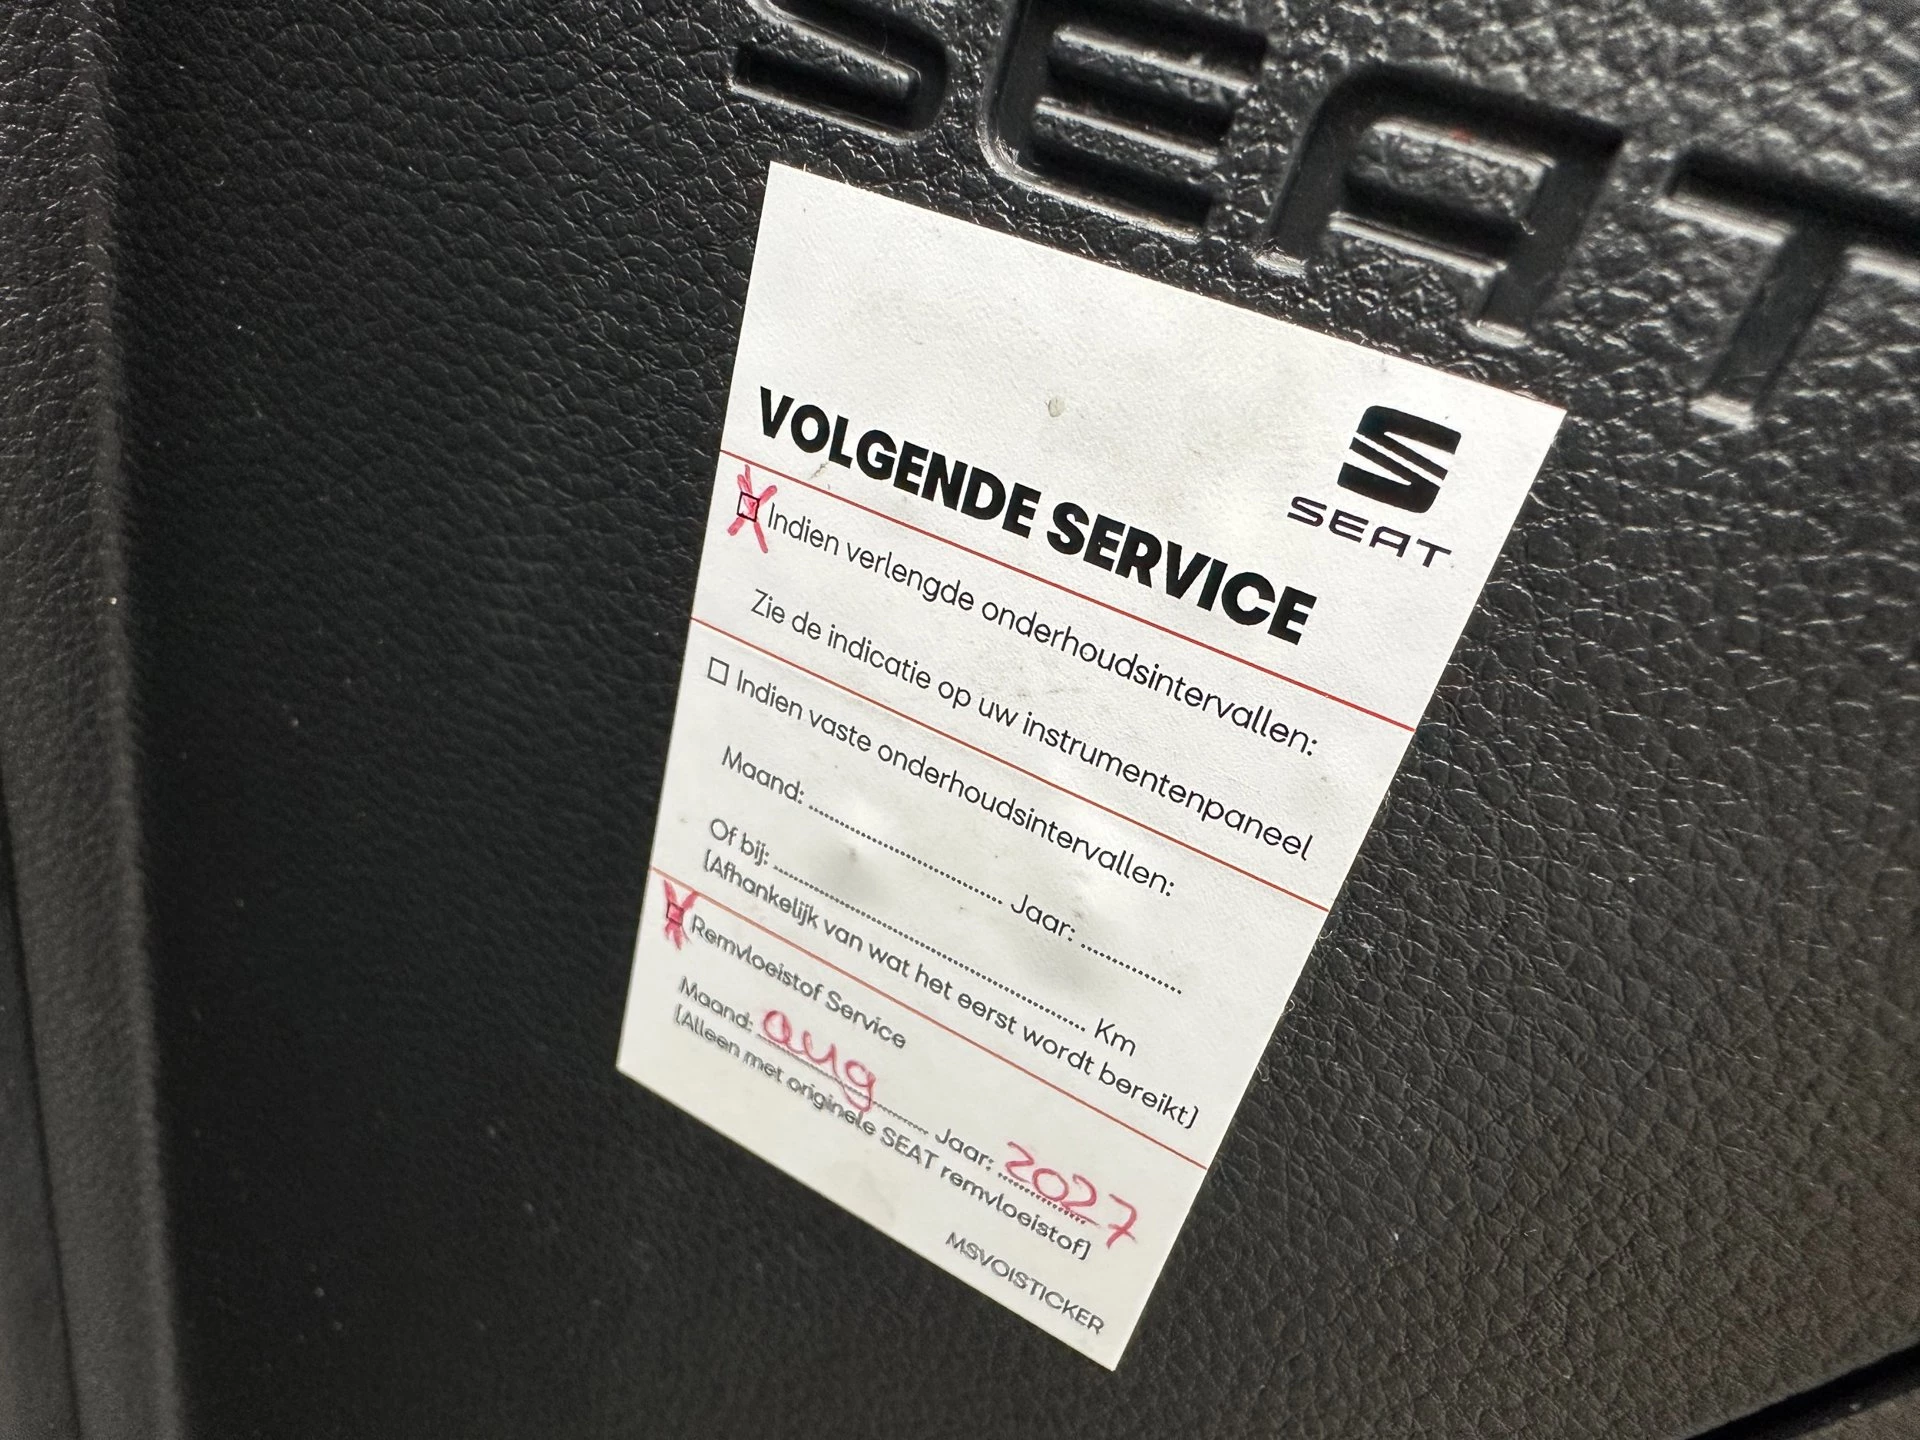 SEAT
SEAT
VOLGENDE SERVICE
Indien verlengde onderhoudsintervallen:
Zie de indicatie op uw instrumentenpaneel
Indien vaste onderhoudsintervallen:
Maand: ........................ Jaar: ............
Of bij: ........................ Km
(Afhankelijk van wat het eerst wordt bereikt)
Remvloeistof Service
Maand: aug Jaar: 2027
(Alleen met originele SEAT remvloeistof)
MSVOISTICKER